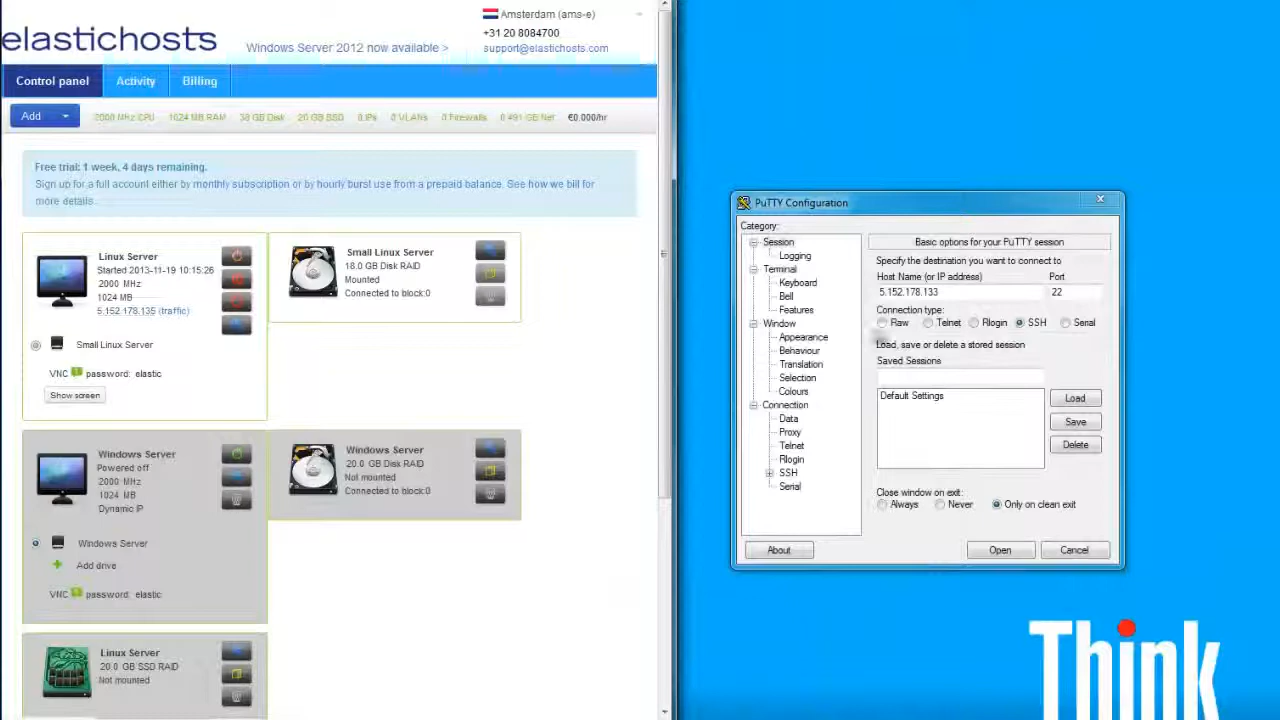 Amsterdam (ams-e)
+31 20 8084700
support@elastichosts.com
elastichosts
Windows Server 2012 now available >
Control panel
Activity
Billing
Add
2000 MHz CPU
1024 MB RAM
38 GB Disk
20 GB SSD
0 IPs
0 VLANs
0 Firewalls
0.491 GB Net
€0.000/hr
Free trial: 1 week, 4 days remaining.
Sign up for a full account either by monthly subscription or by hourly burst use from a prepaid balance. See how we bill for
more details.
Linux Server
Started 2013-11-19 10:15:26
2000 MHz
1024 MB
5.152.178.135 (traffic)
Small Linux Server
VNC password: elastic
Show screen
Small Linux Server
18.0 GB Disk RAID
Mounted
Connected to block:0
Windows Server
Powered off
2000 MHz
1024 MB
Dynamic IP
Windows Server
Add drive
VNC password: elastic
Windows Server
20.0 GB Disk RAID
Not mounted
Connected to block:0
Linux Server
20.0 GB SSD RAID
Not mounted
PuTTY Configuration
Category:
Session
Logging
Terminal
Keyboard
Bell
Features
Window
Appearance
Behaviour
Translation
Selection
Colours
Connection
Data
Proxy
Telnet
Rlogin
SSH
Serial
Basic options for your PuTTY session
Specify the destination you want to connect to
Host Name (or IP address)
Port
5.152.178.133
22
Connection type:
Raw
Telnet
Rlogin
SSH
Serial
Load, save or delete a stored session
Saved Sessions
Default Settings
Load
Save
Delete
Close window on exit:
Always
Never
Only on clean exit
About
Open
Cancel
Think